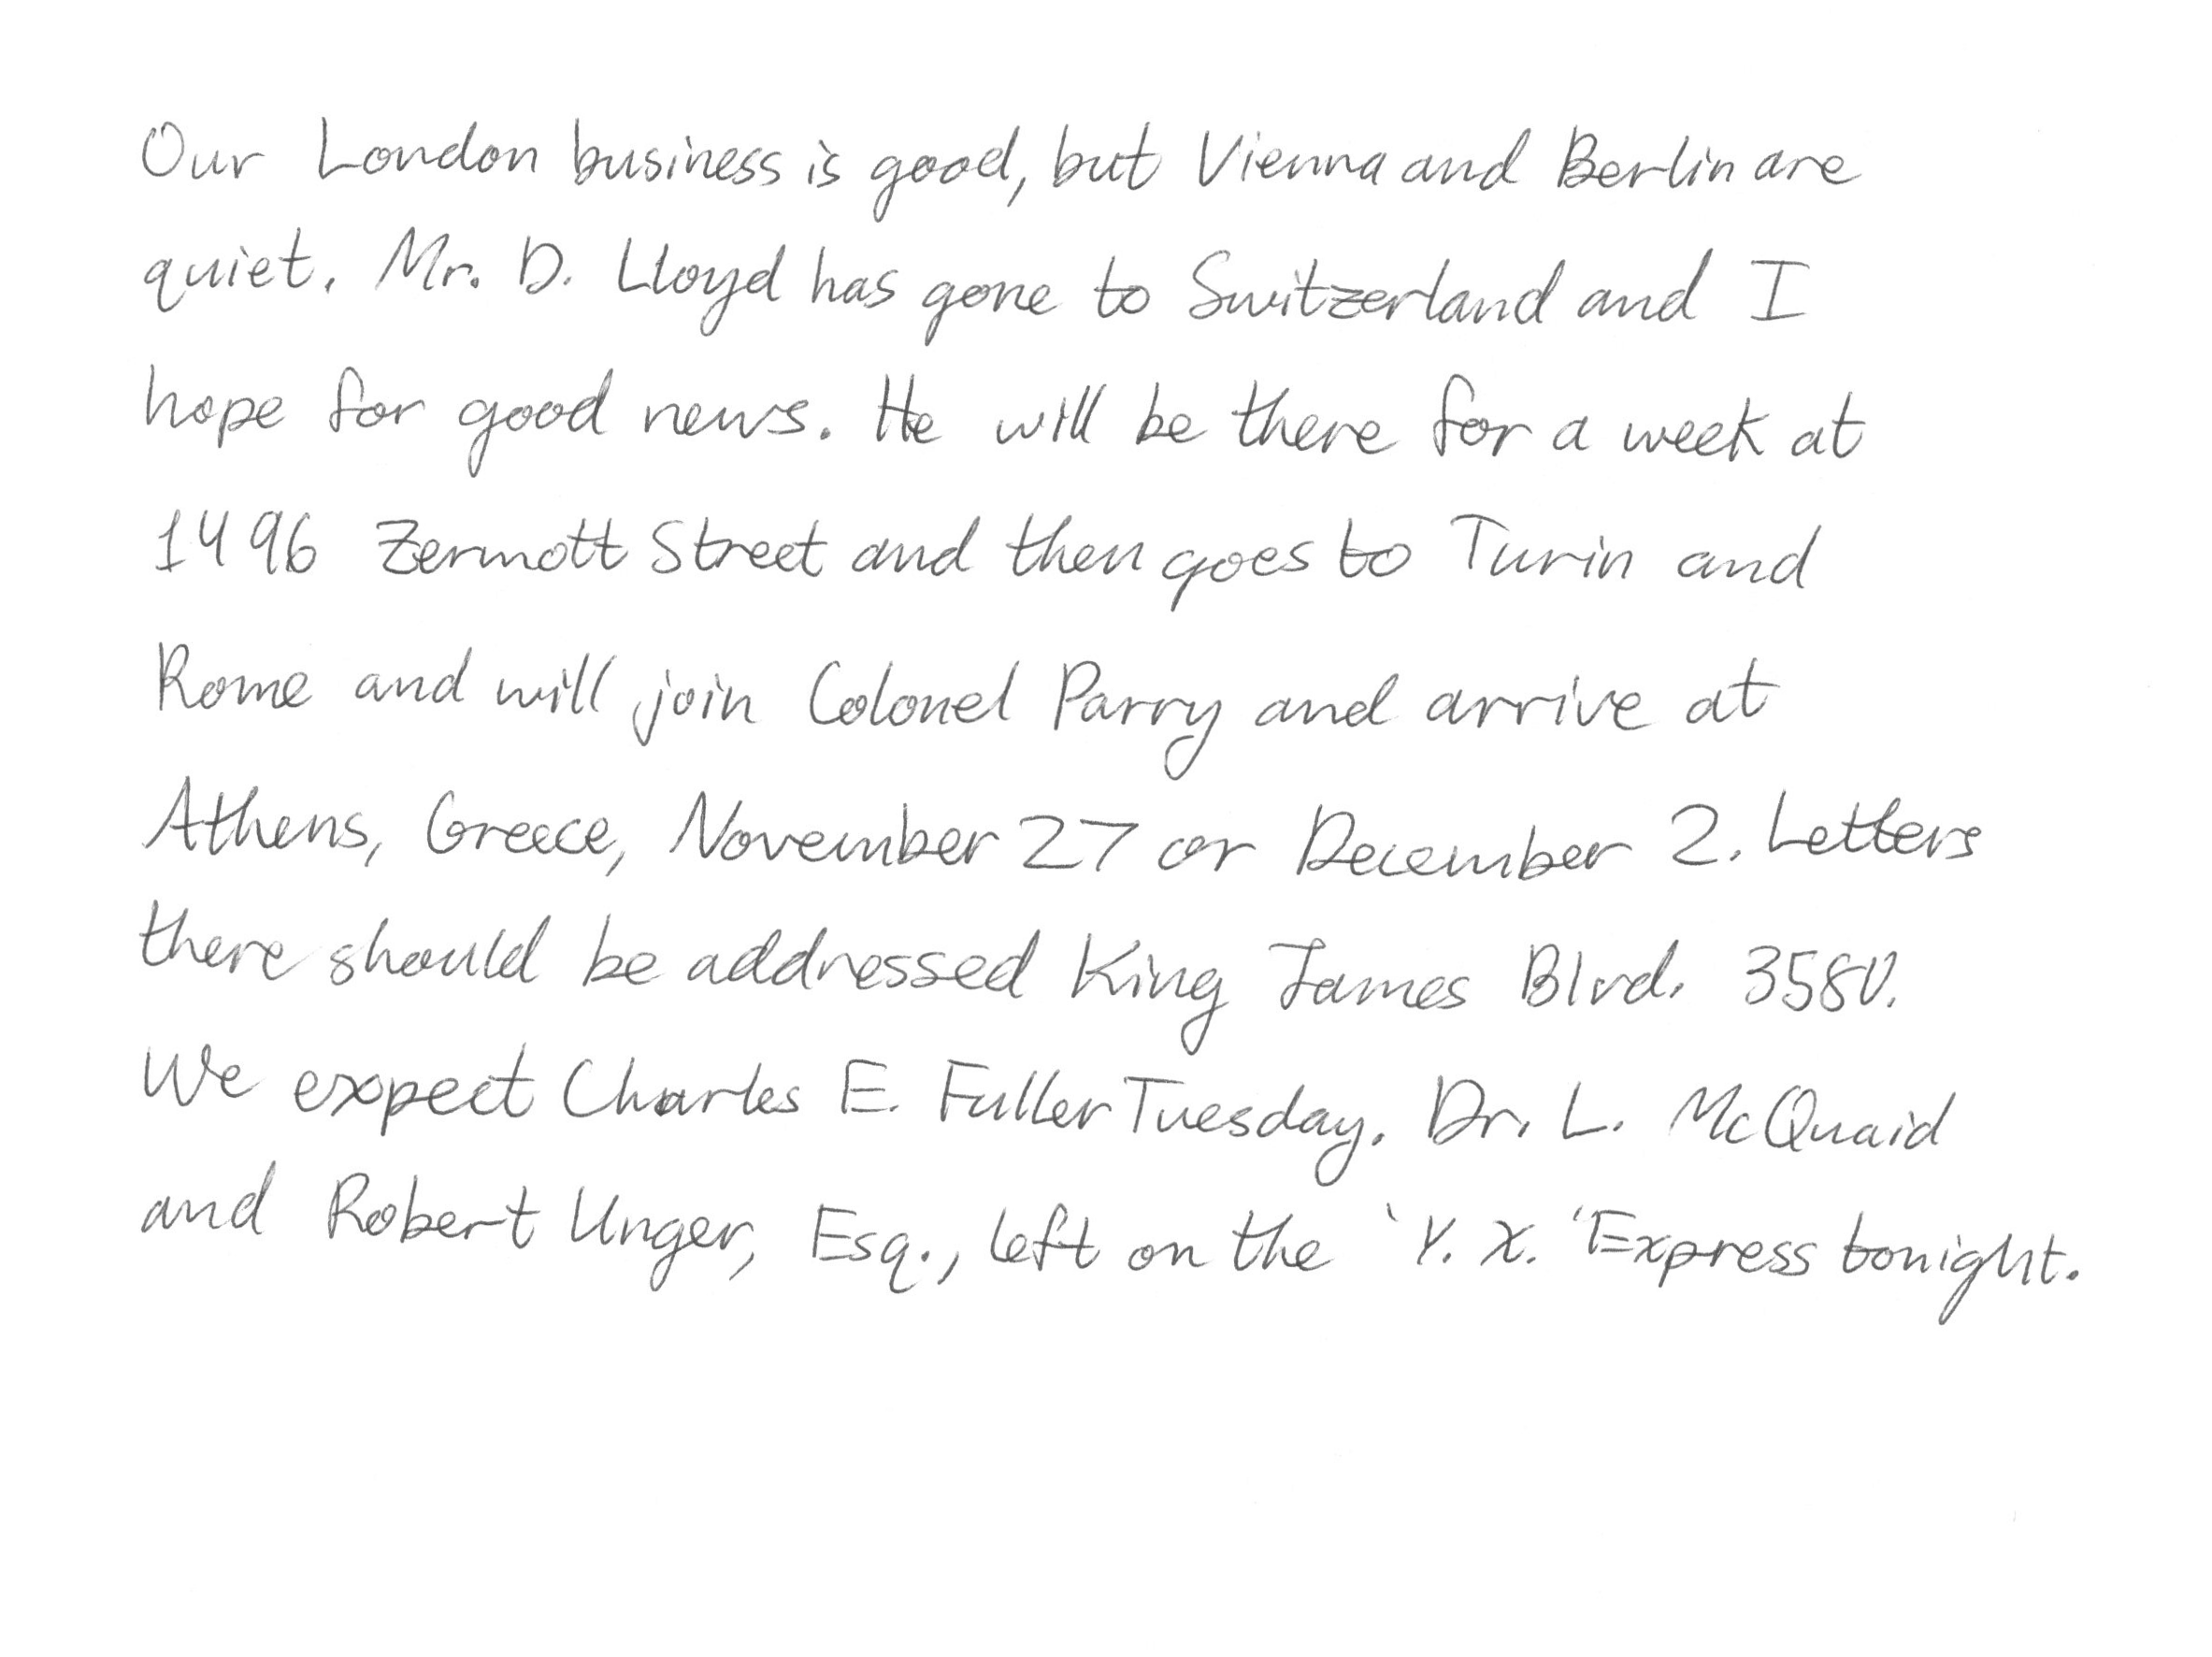 Our London business is good, but Vienna and Berlin are
quiet. Mr. D. Lloyd has gone to Switzerland and I
hope for good news. He will be there for a week at
1496 Zermott Street and then goes to Turin and
Rome and will join Colonel Parry and arrive at
Athens, Greece, November 27 or December 2. Letters
there should be addressed King James Blvd. 3580.
We expect Charles E. Fuller Tuesday. Dr. L. McQuaid
and Robert Unger, Esq., left on the 'Y. X.' Express tonight.